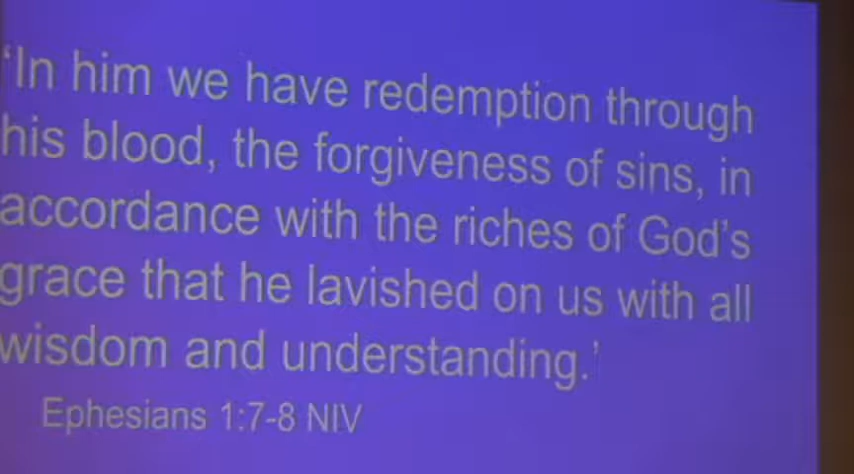 ‘In him we have redemption through
his blood, the forgiveness of sins, in
accordance with the riches of God’s
grace that he lavished on us with all
wisdom and understanding.’
Ephesians 1:7-8 NIV